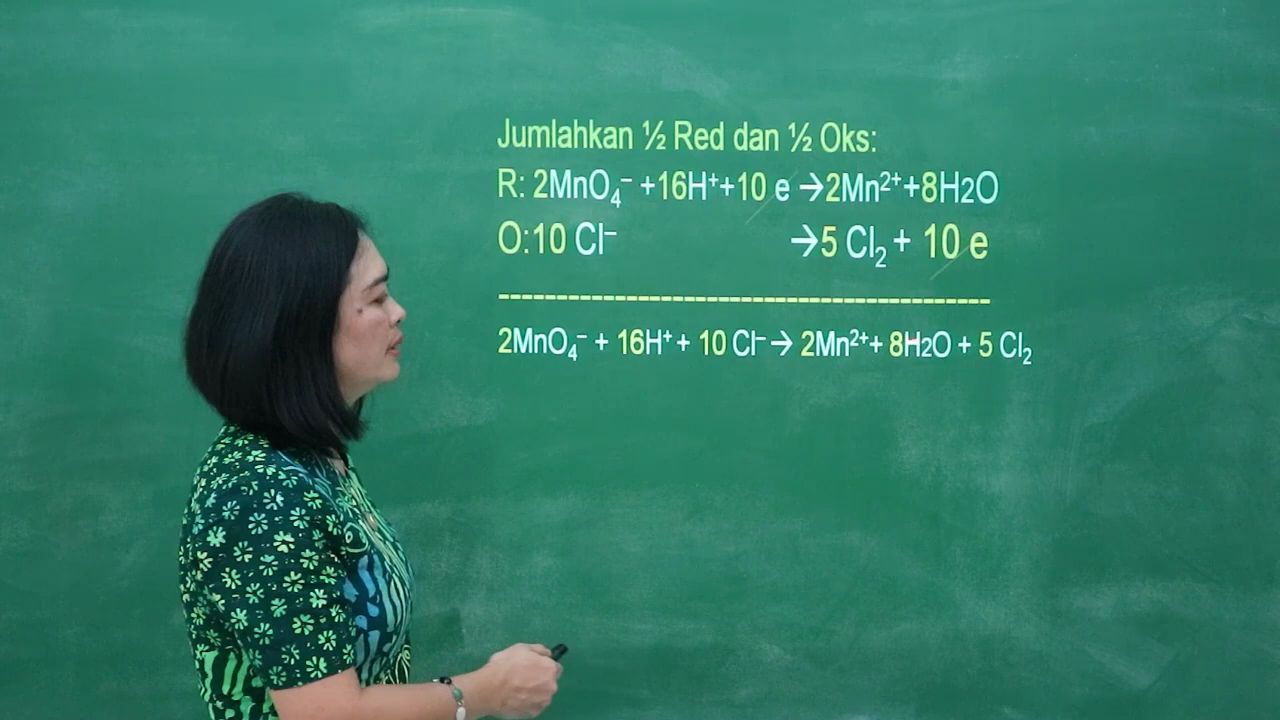 Jumlahkan ½ Red dan ½ Oks:
R: 2MnO₄⁻ +16H⁺+10 e →2Mn²⁺+8H2O
O:10 Cl⁻ →5 Cl₂ + 10 e
-------------------------------------------
2MnO₄⁻ + 16H⁺ + 10 Cl⁻→ 2Mn²⁺+ 8H₂O + 5 Cl₂